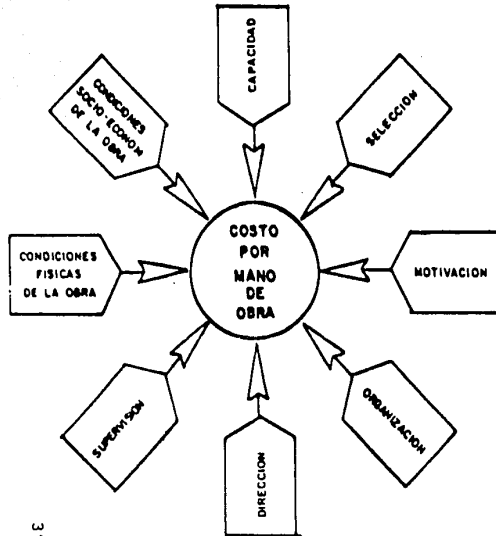 CAPACIDAD
SELECCION
MOTIVACION
ORGANIZACION
DIRECCION
SUPERVISION
CONDICIONES
FISICAS
DE LA OBRA
CONDICIONES
SOCIO-ECONOM
DE LA OBRA
COSTO
POR
MANO
DE
OBRA